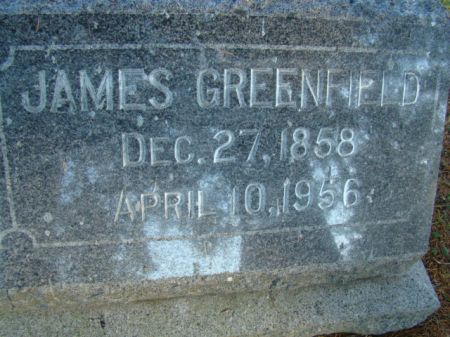 JAMES GREENFIELD
DEC. 27, 1858
APRIL 10, 1956